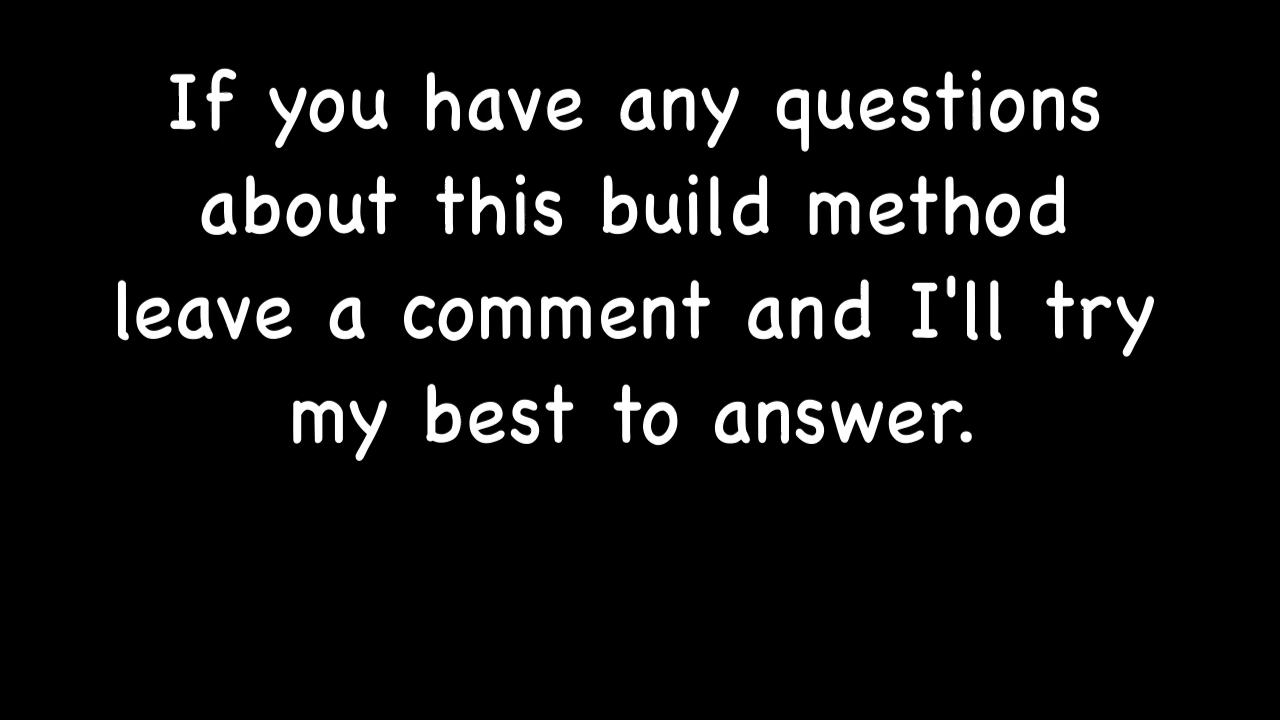 If you have any questions
about this build method
leave a comment and I'll try
my best to answer.